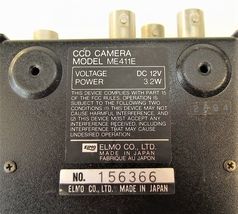 CCD CAMERA
MODEL ME411E
VOLTAGE DC 12V
POWER 3.2W
THIS DEVICE COMPLIES WITH PART 15
OF THE FCC RULES. OPERATION IS
SUBJECT TO THE FOLLOWING TWO
CONDITIONS: (1) THIS DEVICE MAY NOT
CAUSE HARMFUL INTERFERENCE, AND
(2) THIS DEVICE MUST ACCEPT ANY
INTERFERENCE RECEIVED, INCLUDING
INTERFERENCE THAT MAY CAUSE
UNDESIRED OPERATION.
ELMO ELMO CO., LTD.
MADE IN JAPAN
FABRIQUE AU JAPON
NO. 156366
ELMO CO., LTD. MADE IN JAPAN